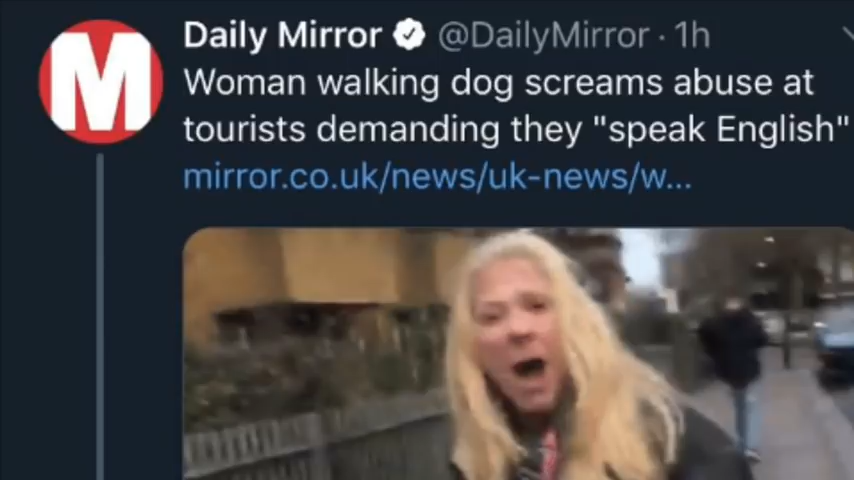 M
Daily Mirror @DailyMirror · 1h
Woman walking dog screams abuse at
tourists demanding they "speak English"
mirror.co.uk/news/uk-news/w...